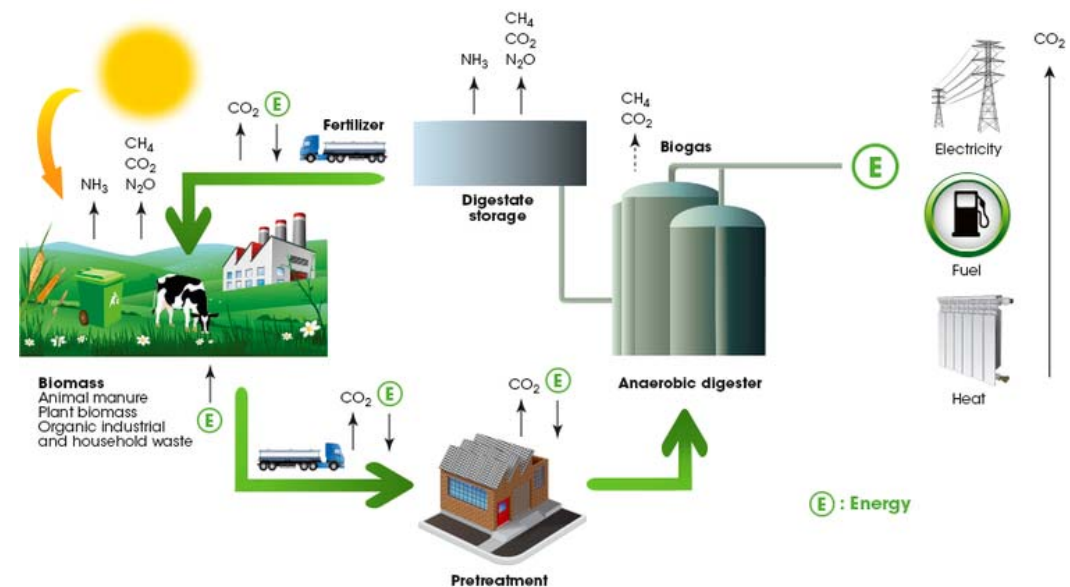 CH₄
CO₂
N₂O
NH₃
CH₄
CO₂
N₂O
NH₃
CO₂
E
Fertilizer
Digestate
storage
CH₄
CO₂
Biogas
E
Electricity
Fuel
Heat
CO₂
Biomass
Animal manure
Plant biomass
Organic industrial
and household waste
E
CO₂
E
CO₂
E
Pretreatment
Anaerobic digester
E : Energy